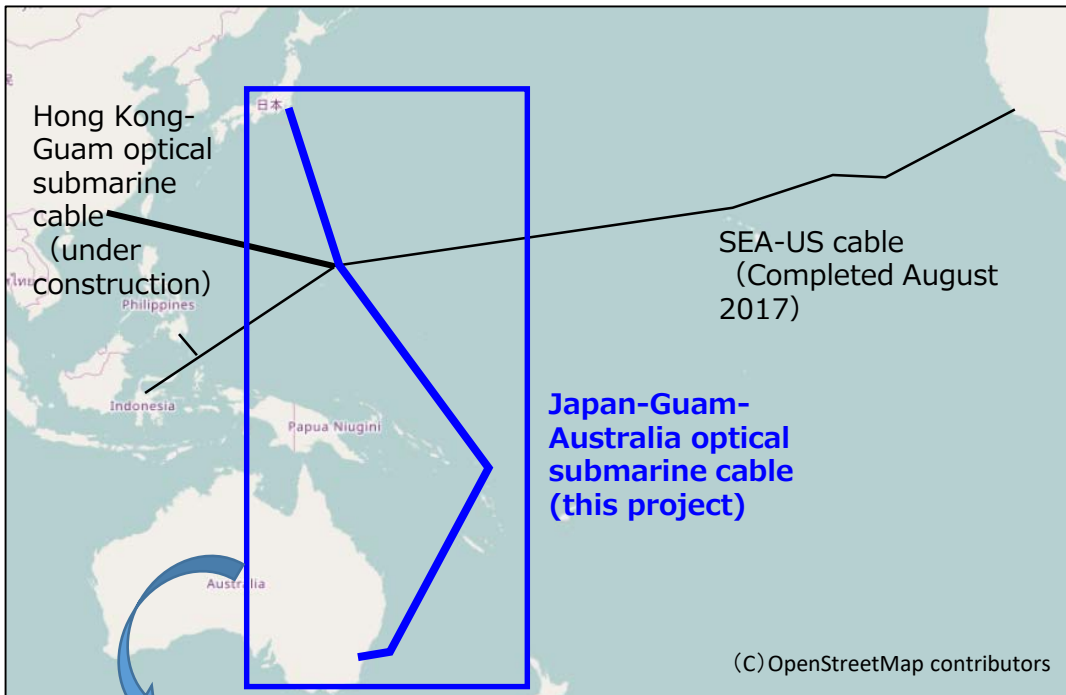 日本
Hong Kong-
Guam optical
submarine
cable
（under
construction）
Philippines
SEA-US cable
（Completed August
2017）
Indonesia
Papua Niugini
Japan-Guam-
Australia optical
submarine cable
(this project)
Australia
（C）OpenStreetMap contributors